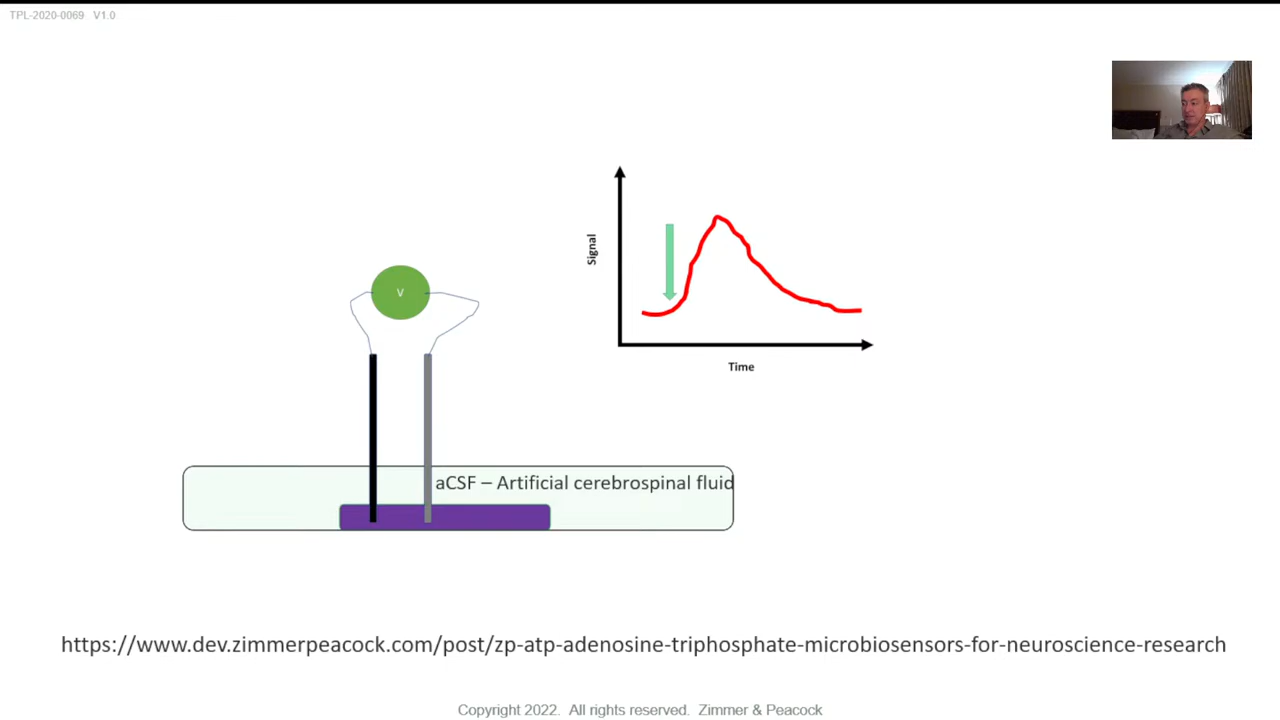 TPL-2020-0069 V1.0
Signal
V
Time
aCSF – Artificial cerebrospinal fluid
https://www.dev.zimmerpeacock.com/post/zp-atp-adenosine-triphosphate-microbiosensors-for-neuroscience-research
Copyright 2022. All rights reserved. Zimmer & Peacock